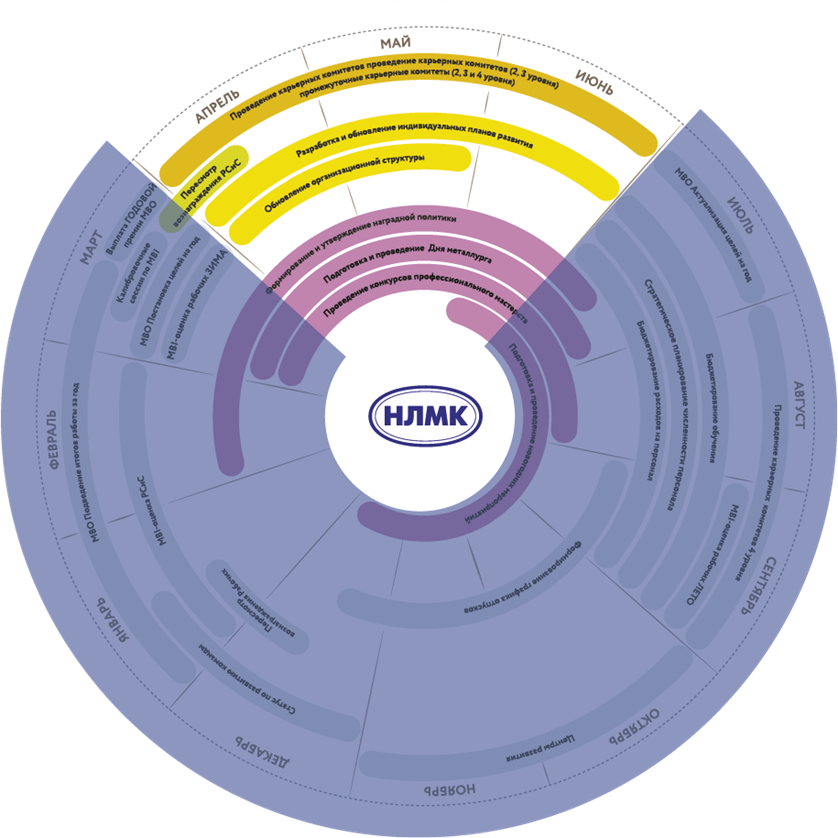 МАЙ
АПРЕЛЬ
ИЮНЬ
Проведение карьерных комитетов проведение карьерных комитетов (2, 3 уровня)
промежуточные карьерные комитеты (2, 3 и 4 уровня)
Разработка и обновление индивидуальных планов развития
Пересмотр
вознаграждения РСиС
Обновление организационной структуры
Формирование и утверждение наградной политики
Подготовка и проведение Дня металлурга
Проведение конкурсов профессионального мастерств
Подготовка и проведение новогодних мероприятий
НЛМК
ИЮЛЬ
МВО Актуализация целей на год
Стратегическое планирование численности персонала
Бюджетирование расходов на персонал
Бюджетирование обучения
АВГУСТ
Проведение карьерных комитетов 4 уровня
МВI-оценка рабочих ЛЕТО
СЕНТЯБРЬ
Формирование графика отпусков
ОКТЯБРЬ
Центры развития
НОЯБРЬ
ДЕКАБРЬ
Статус по развитию команды
Пересмотр
вознаграждения Рабочих
ЯНВАРЬ
МВО Подведение итогов работы за год
МВI-оценка РСиС
ФЕВРАЛЬ
МАРТ
Выплата ГОДОВОЙ
премии МВО
Калибровочные
сессии по MBI
МВО Постановка целей на год
МВI-оценка рабочих ЗИМА